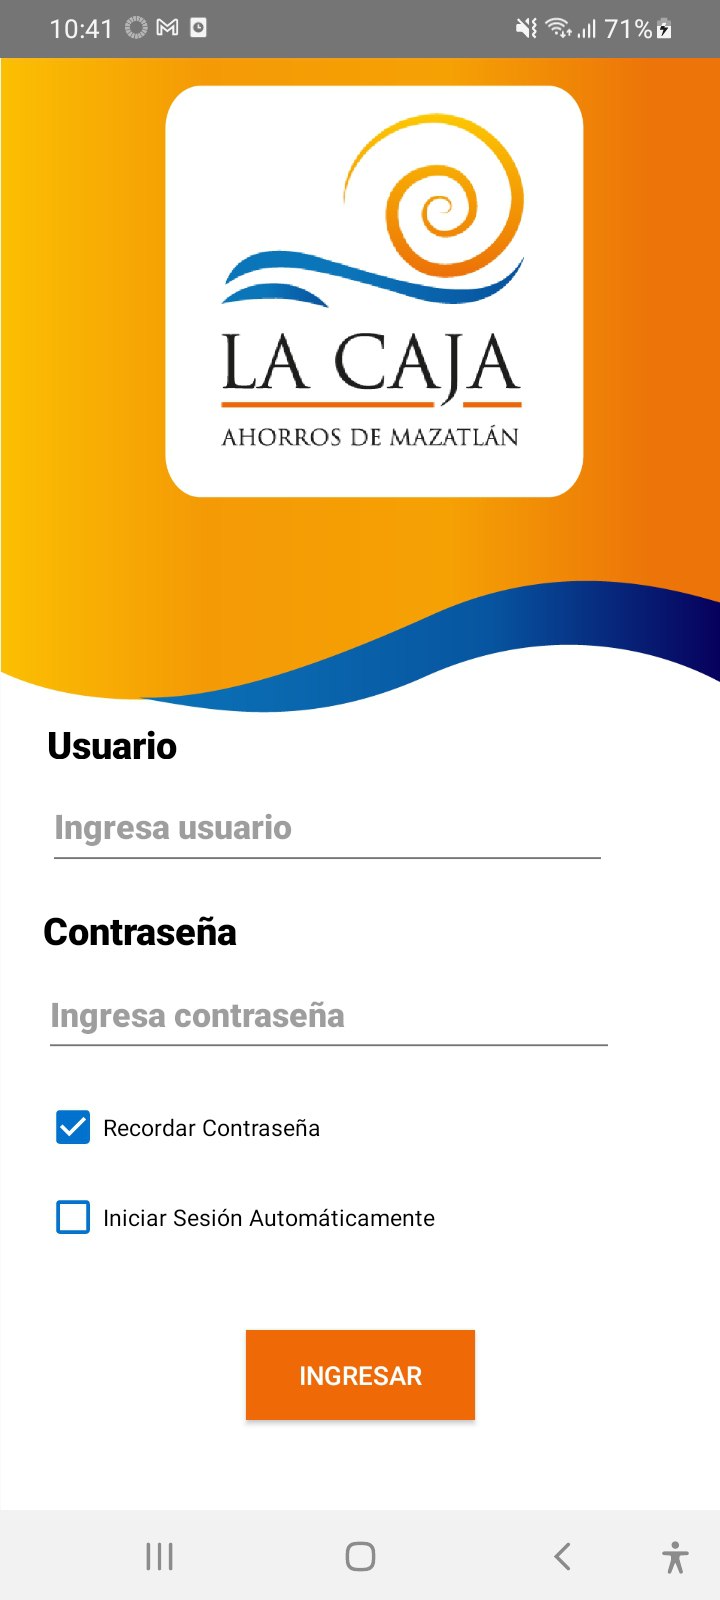 10:41 71%
LA CAJA
AHORROS DE MAZATLÁN
Usuario
Ingresa usuario
Contraseña
Ingresa contraseña
Recordar Contraseña
Iniciar Sesión Automáticamente
INGRESAR